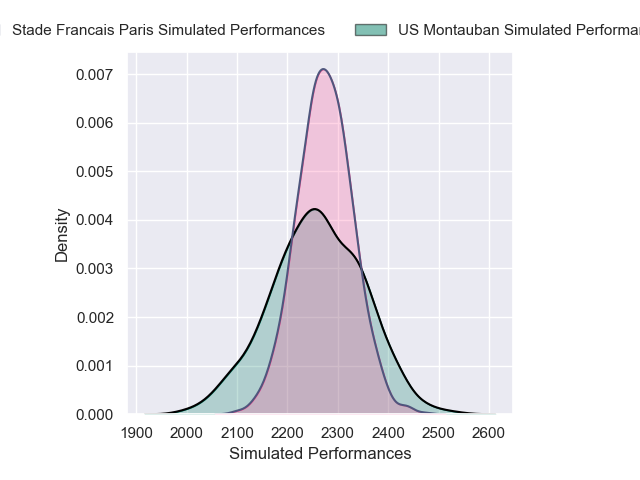 Stade Francais Paris Simulated Performances US Montauban Simulated
0.007
0.006
0.005
0.004
0.003
0.002
0.001
0.000
Density
1900 2000 2100 2200 2300 2400 2500 2600
Simulated Performances